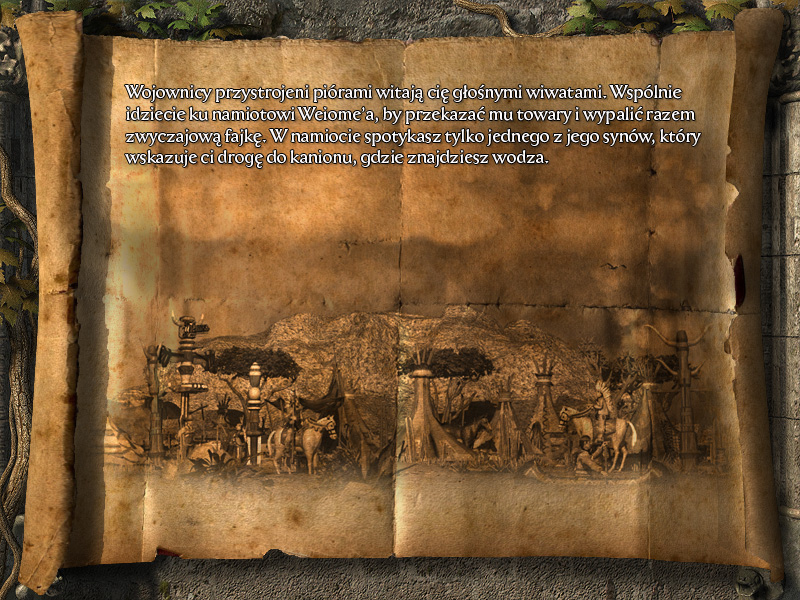 Wojownicy przystrojeni piórami witają cię głośnymi wiwatami. Wspólnie
idziecie ku namiotowi Weiome'a, by przekazać mu towary i wypalić razem
zwyczajową fajkę. W namiocie spotykasz tylko jednego z jego synów, który
wskazuje ci drogę do kanionu, gdzie znajdziesz wodza.